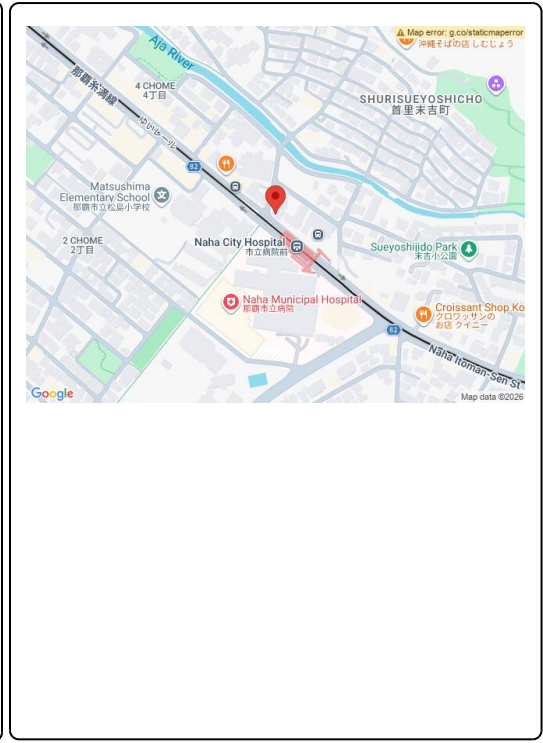 Map error: g.co/staticmaperror
沖縄そばの店 しむじょう
Aja River
那覇糸満線
4 CHOME
4丁目
SHURISUEYOSHICHO
首里末吉町
ゆいレール
82
Matsushima
Elementary School
那覇市立松島小学校
2 CHOME
2丁目
Naha City Hospital
市立病院前
Sueyoshijido Park
末吉小公園
Naha Municipal Hospital
那覇市立病院
Croissant Shop Ko
クロワッサンの
お店 クイニー
82
Naha Itoman-Sen St
Google
Map data ©2026